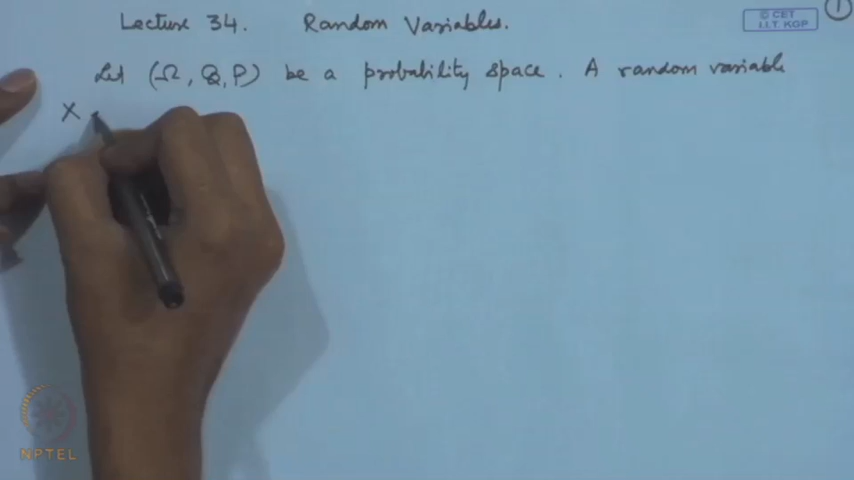 Lecture 34. Random Variables.
© CET
I.I.T. KGP
1
Let (Ω, B, P) be a probability space. A random variable
X
NPTEL